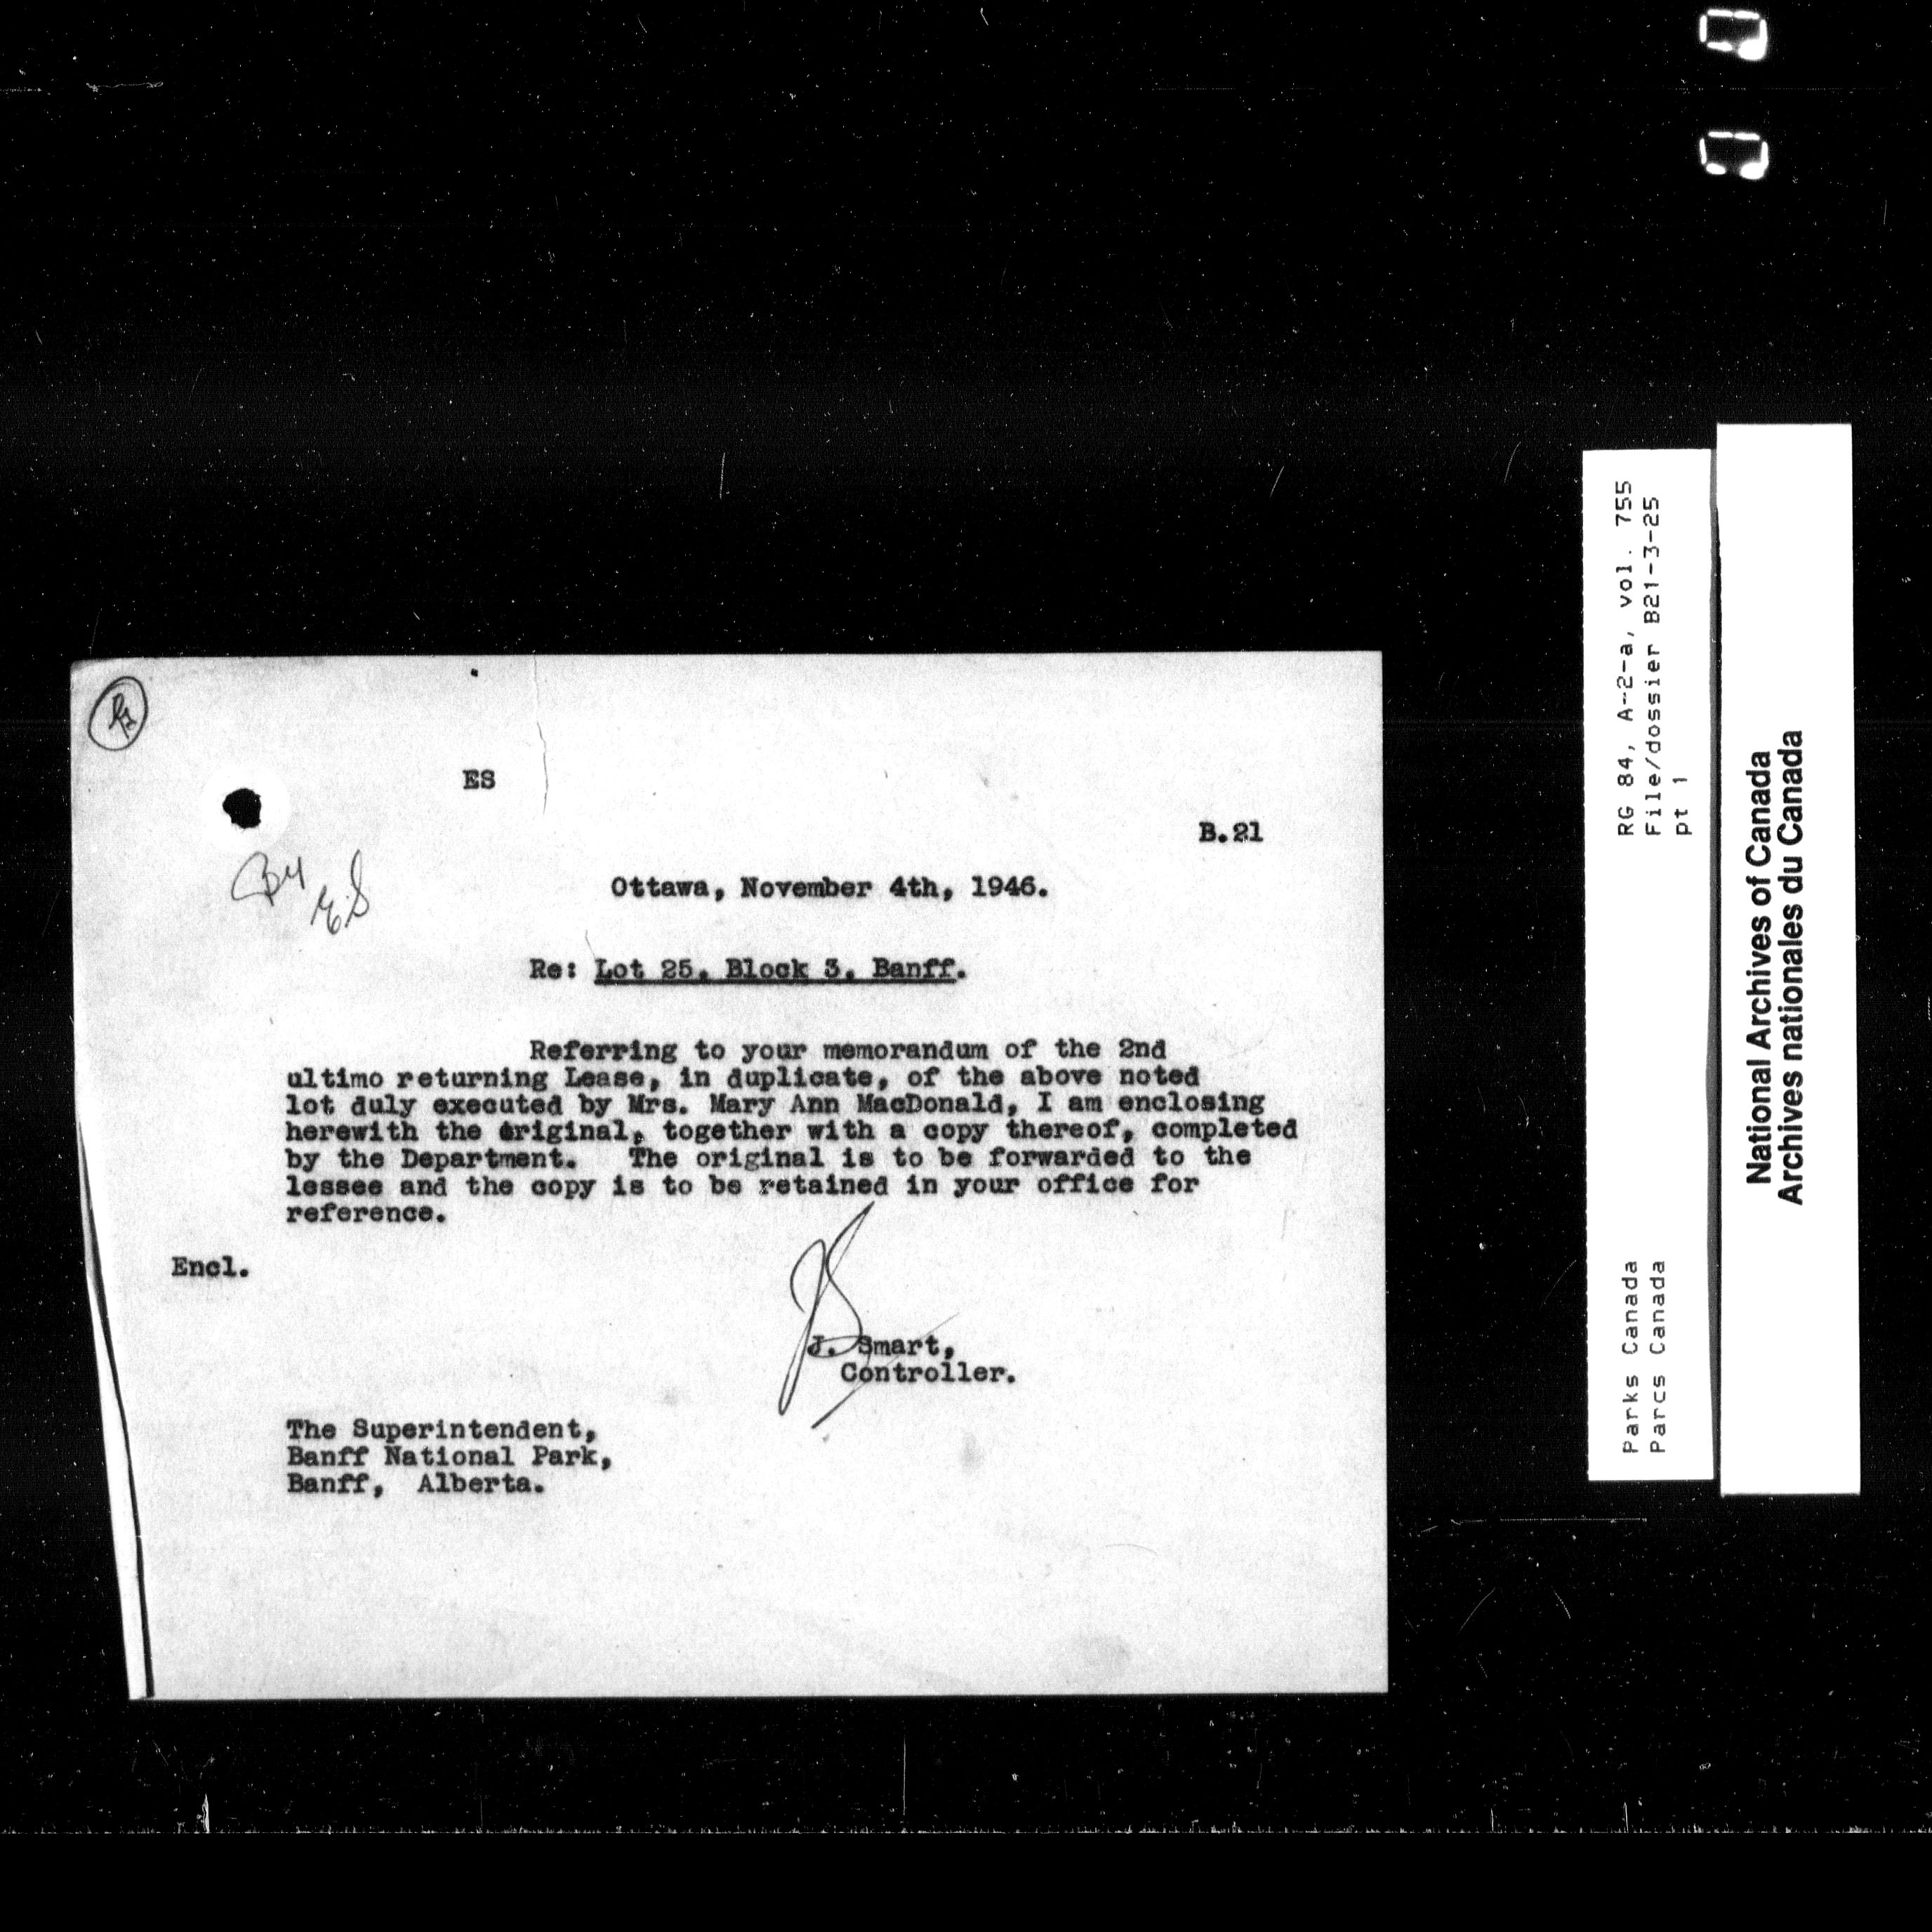 ES
B.21
E.S
Ottawa, November 4th, 1946.
Re: Lot 25, Block 3, Banff.
Referring to your memorandum of the 2nd
ultimo returning Lease, in duplicate, of the above noted
lot duly executed by Mrs. Mary Ann MacDonald, I am enclosing
herewith the original, together with a copy thereof, completed
by the Department. The original is to be forwarded to the
lessee and the copy is to be retained in your office for
reference.
Encl.
JS
J. Smart,
Controller.
The Superintendent,
Banff National Park,
Banff, Alberta.
RG 84, A-2-a, vol. 755
File/dossier B21-3-25
pt 1
Parks Canada
Parcs Canada
National Archives of Canada
Archives nationales du Canada